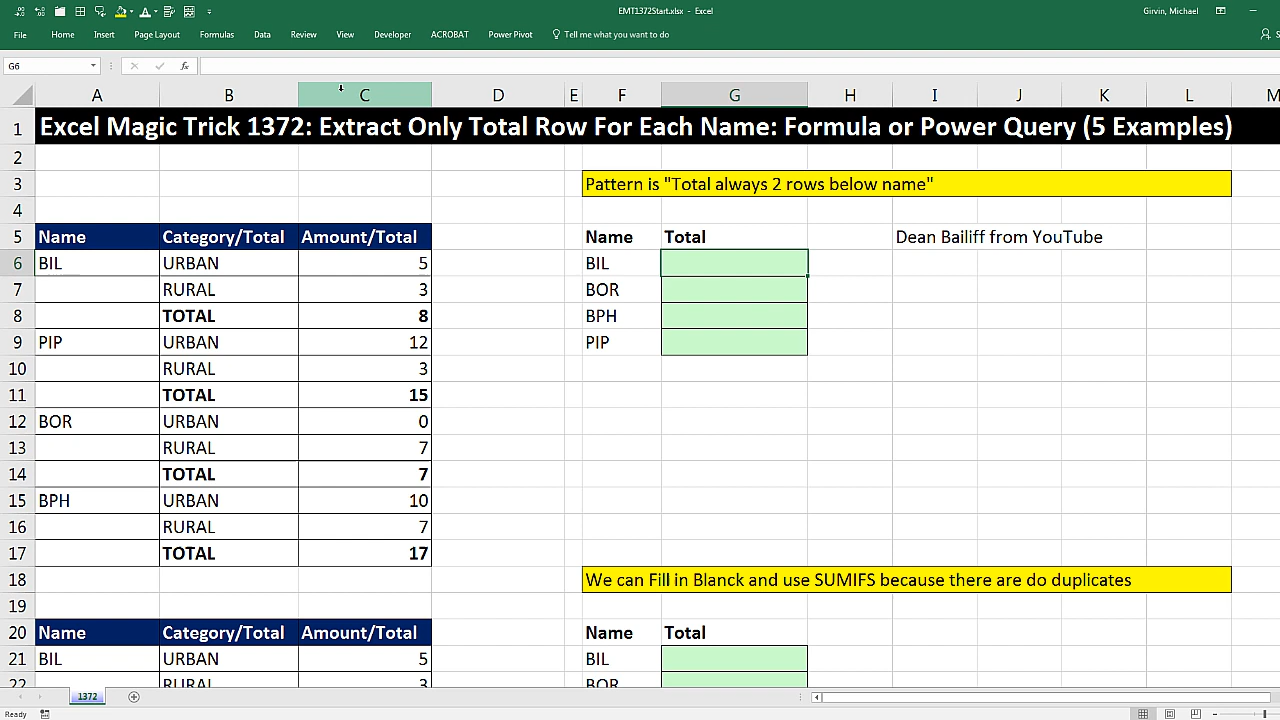 EMT1372Start.xlsx - Excel
Girvin, Michael
File Home Insert Page Layout Formulas Data Review View Developer ACROBAT Power Pivot Tell me what you want to do
G6 fx
A B C D E F G H I J K L M
1 Excel Magic Trick 1372: Extract Only Total Row For Each Name: Formula or Power Query (5 Examples)
2
3 Pattern is "Total always 2 rows below name"
4
5 Name Category/Total Amount/Total Name Total Dean Bailiff from YouTube
6 BIL URBAN 5 BIL
7 RURAL 3 BOR
8 TOTAL 8 BPH
9 PIP URBAN 12 PIP
10 RURAL 3
11 TOTAL 15
12 BOR URBAN 0
13 RURAL 7
14 TOTAL 7
15 BPH URBAN 10
16 RURAL 7
17 TOTAL 17
18 We can Fill in Blanck and use SUMIFS because there are do duplicates
19
20 Name Category/Total Amount/Total Name Total
21 BIL URBAN 5 BIL
22 RURAL 3 BOR
1372
Ready